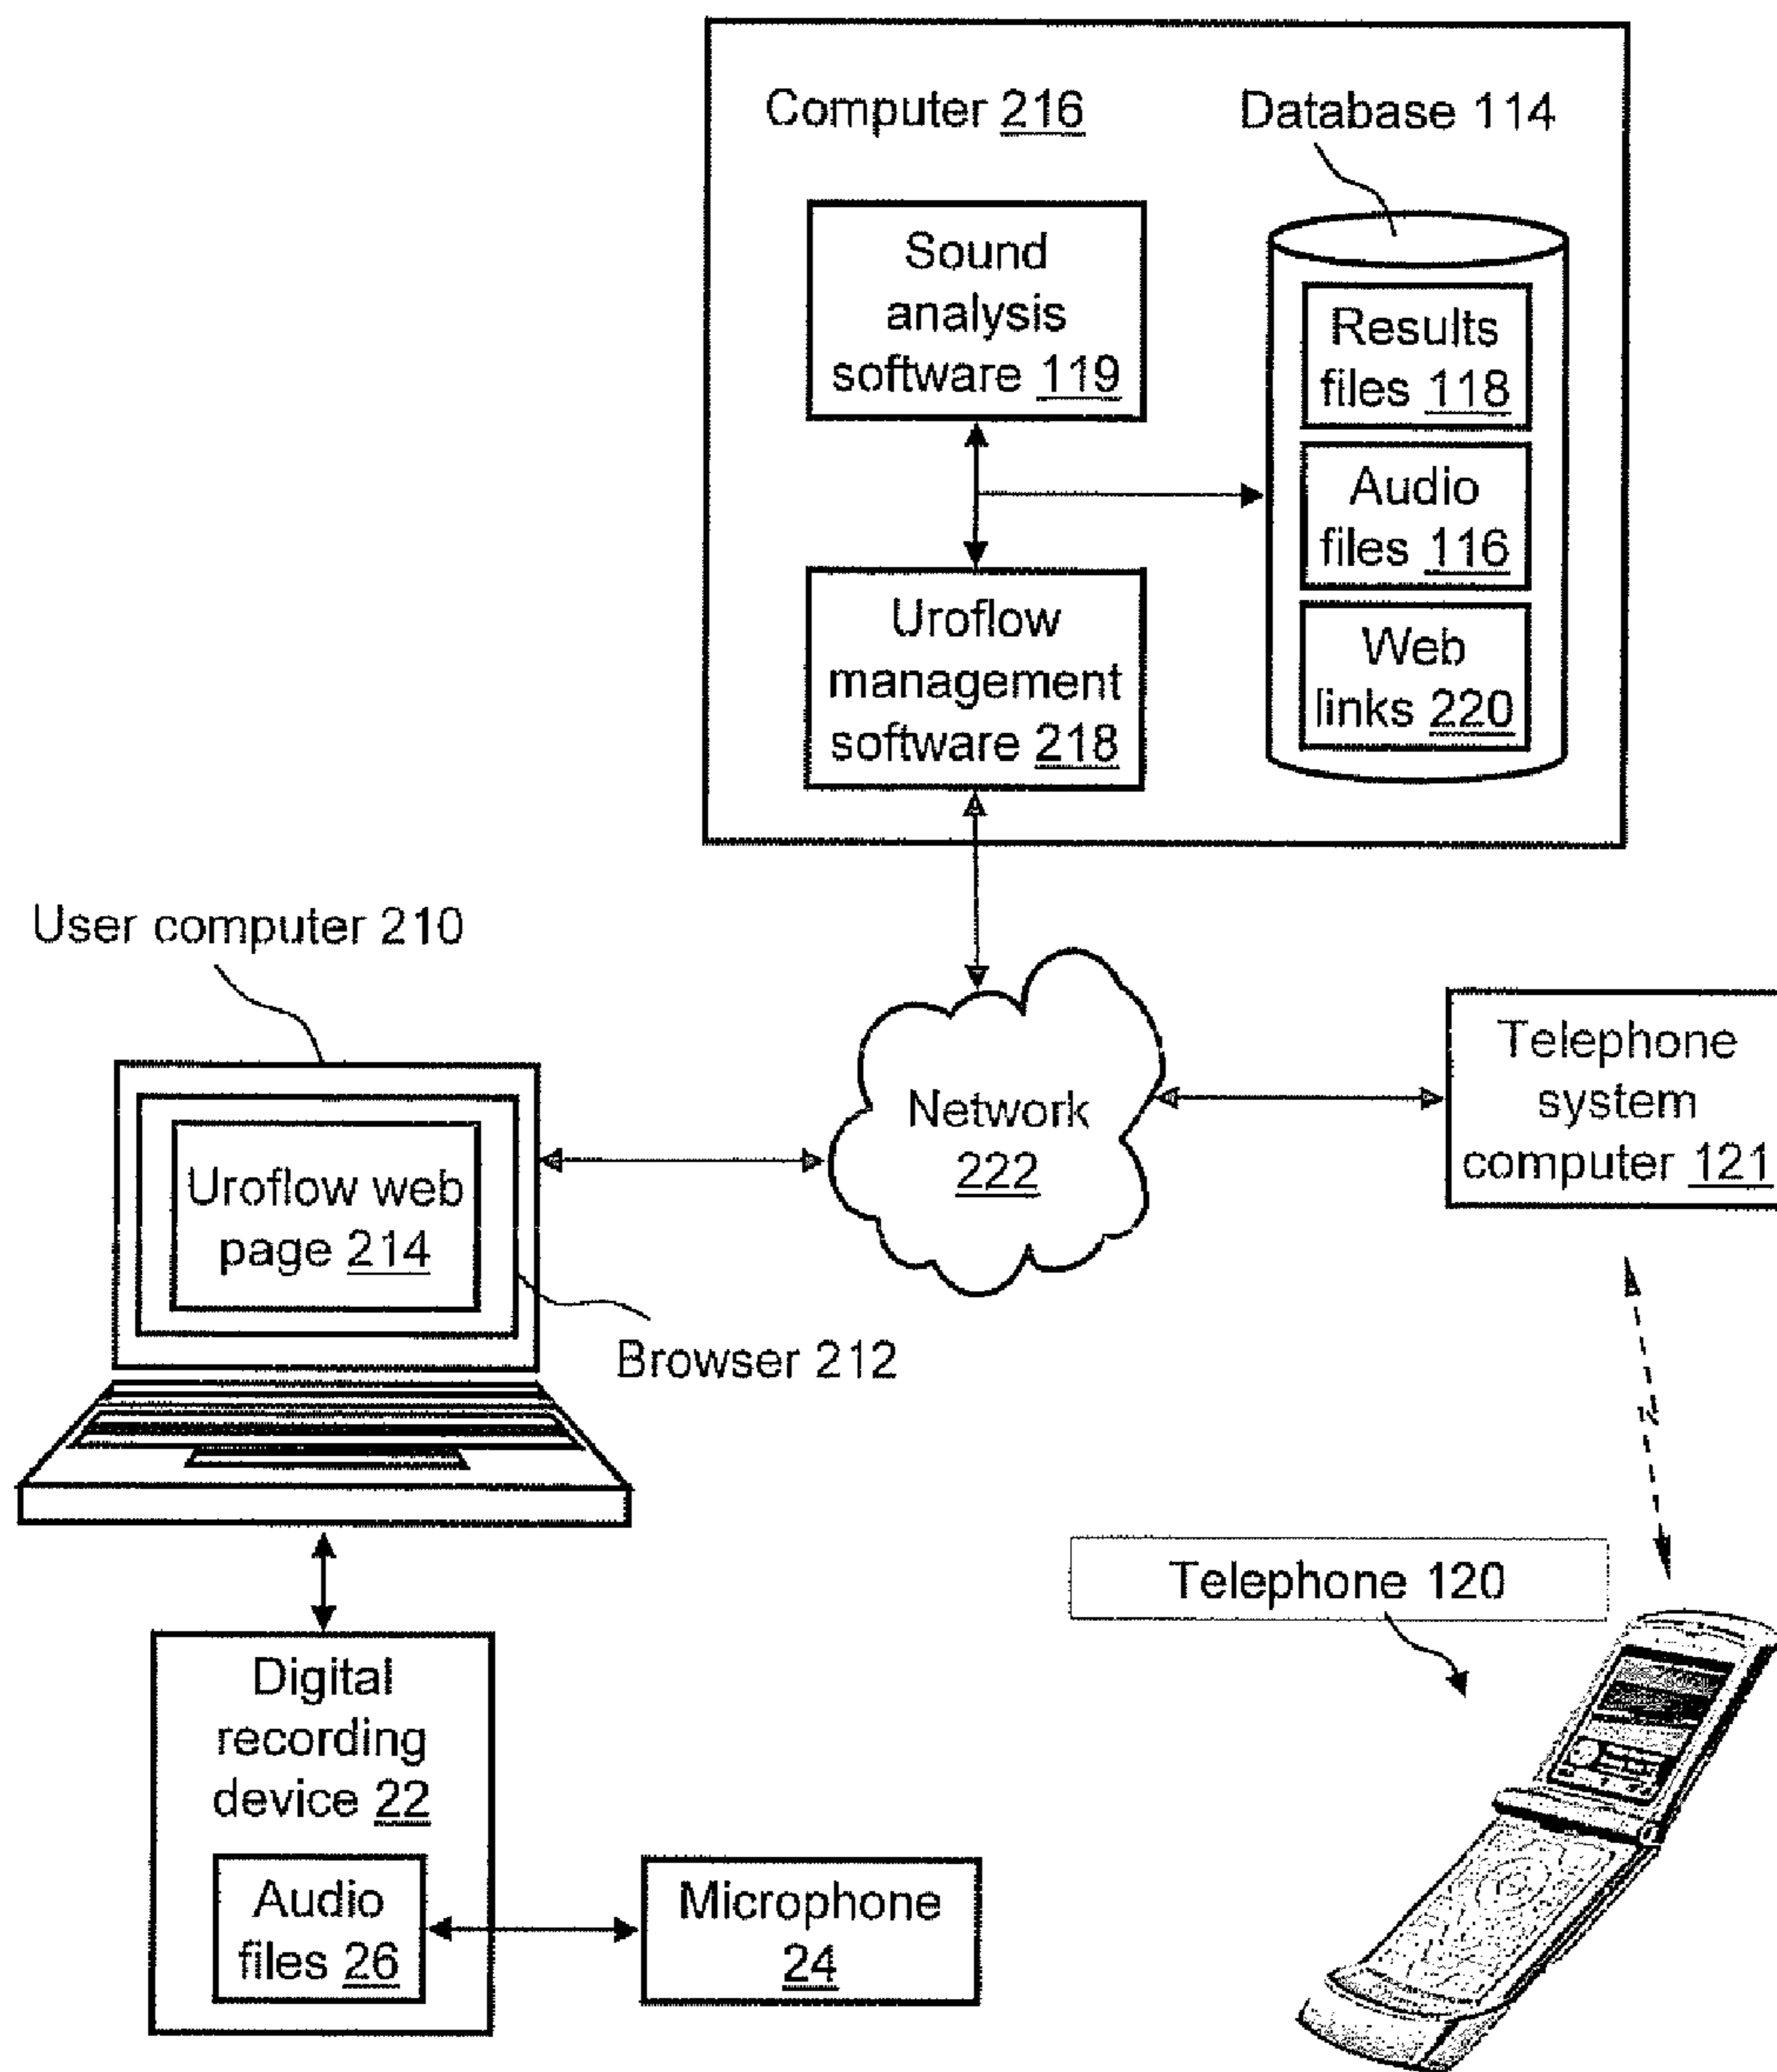 Computer 216
Database 114
Sound
analysis
software 119
Results
files 118
Audio
files 116
Web
links 220
Uroflow
management
software 218
User computer 210
Uroflow web
page 214
Browser 212
Network
222
Telephone
system
computer 121
Telephone 120
Digital
recording
device 22
Audio
files 26
Microphone
24